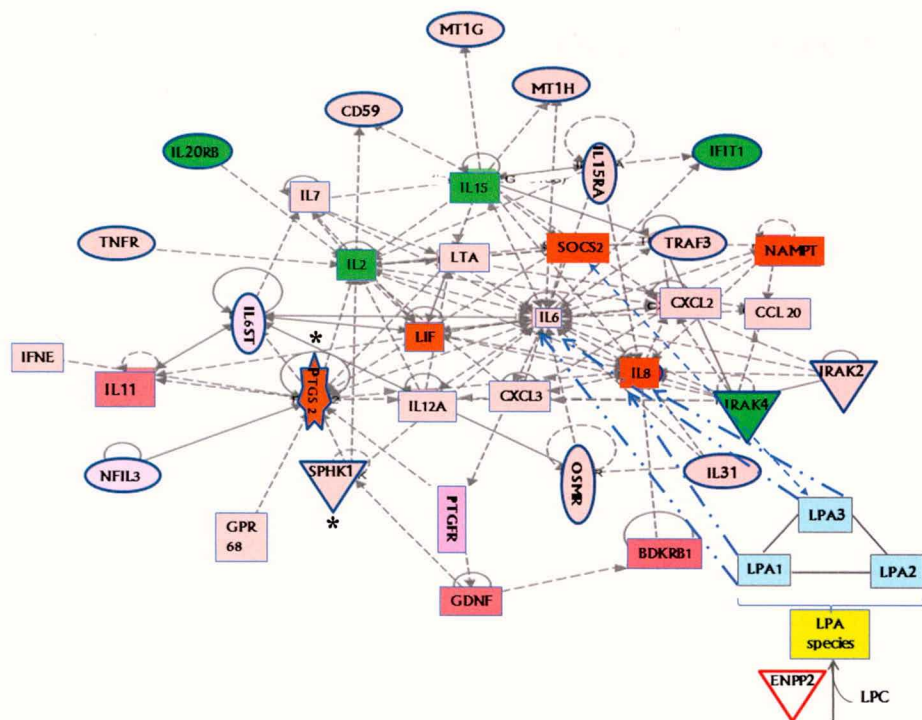 MT1G
MT1H
CD59
IL20RB
IL15
IL15RA
IFIT1
IL7
TNFR
IL2
LTA
SOCS2
TRAF3
NAMPT
IL6ST
*
LIF
IL6
CXCL2
CCL 20
IFNE
IL11
PTGS 2
IL12A
CXCL3
IL8
IRAK4
IRAK2
NFIL3
SPHK1
*
OSMR
IL31
GPR
68
PTGFR
LPA3
BDKRB1
LPA1
LPA2
GDNF
LPA
species
ENPP2
LPC